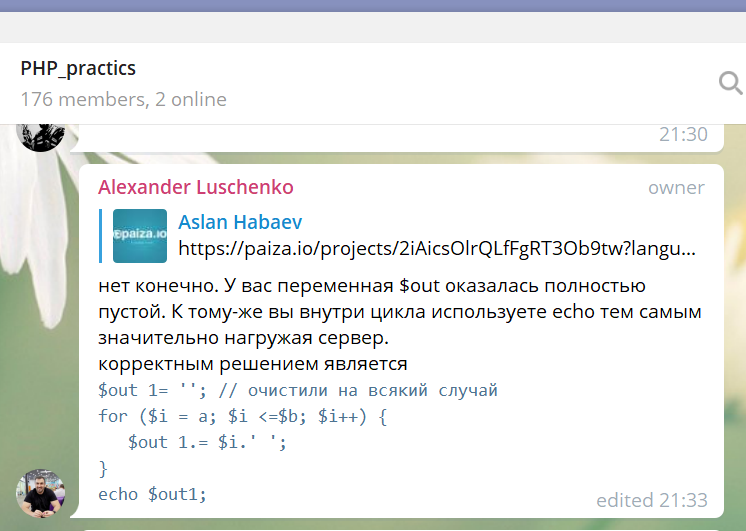 PHP_practics
176 members, 2 online
21:30
Alexander Luschenko owner
paiza.io
Aslan Habaev
https://paiza.io/projects/2iAicsOlrQLfFgRT3Ob9tw?langu...
нет конечно. У вас переменная $out оказалась полностью
пустой. К тому-же вы внутри цикла используете echo тем самым
значительно нагружая сервер.
корректным решением является
$out 1= ''; // очистили на всякий случай
for ($i = a; $i <=$b; $i++) {
$out 1.= $i.' ';
}
echo $out1;
edited 21:33